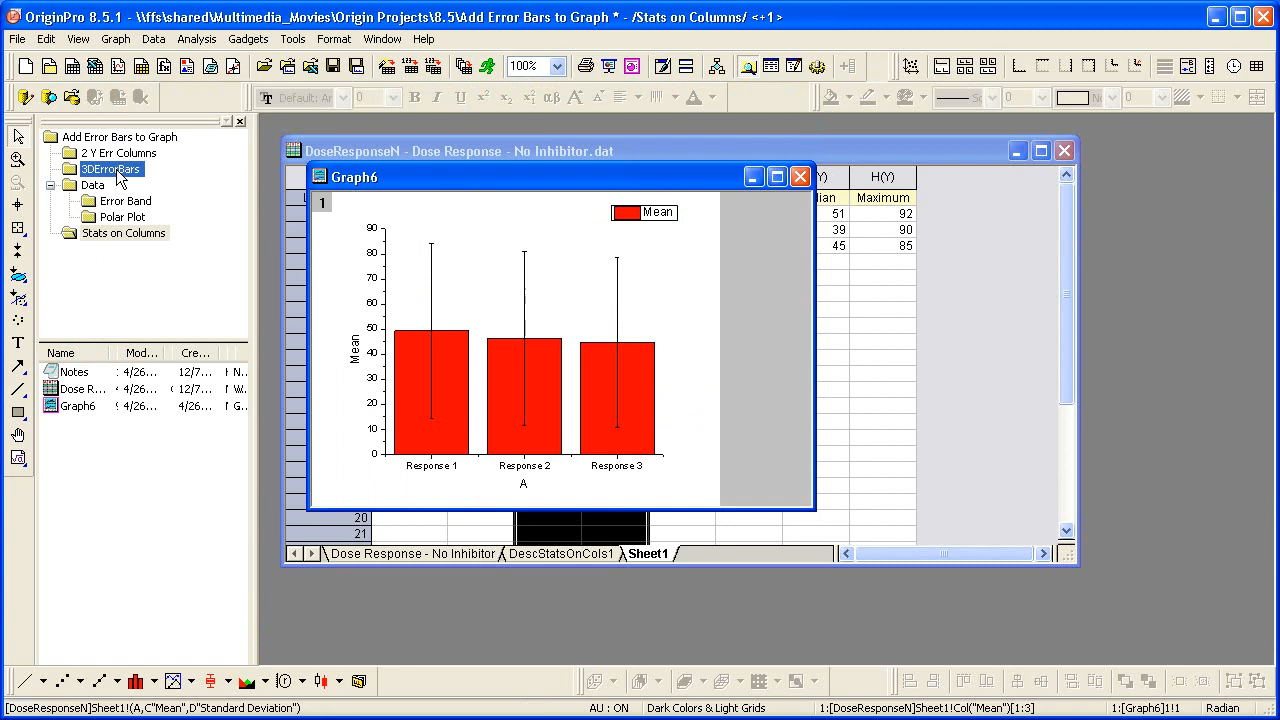 OriginPro 8.5.1 - \\ffs\shared\Multimedia_Movies\Origin Projects\8.5\Add Error Bars to Graph * - /Stats on Columns/ <+1>
File Edit View Graph Data Analysis Gadgets Tools Format Window Help
100%
Default: Ar 0 B I U 0 0
Add Error Bars to Graph
2 Y Err Columns
3DErrorBars
Data
Error Band
Polar Plot
Stats on Columns
Name Mod... Cre...
Notes 4/26... 12/7...
Dose R... 4/26... 12/7...
Graph6 4/26... 4/26...
DoseResponseN - Dose Response - No Inhibitor.dat
H(Y)
Maximum
51 92
39 90
45 85
20
21
Dose Response - No Inhibitor DescStatsOnCols1 Sheet1
Graph6
1
Mean
90
80
70
60
50
40
30
20
10
0
Mean
Response 1 Response 2 Response 3
A
[DoseResponseN]Sheet1!(A,C"Mean",D"Standard Deviation") AU : ON Dark Colors & Light Grids 1:[DoseResponseN]Sheet1!Col("Mean")[1:3] 1:[Graph6]1!1 Radian